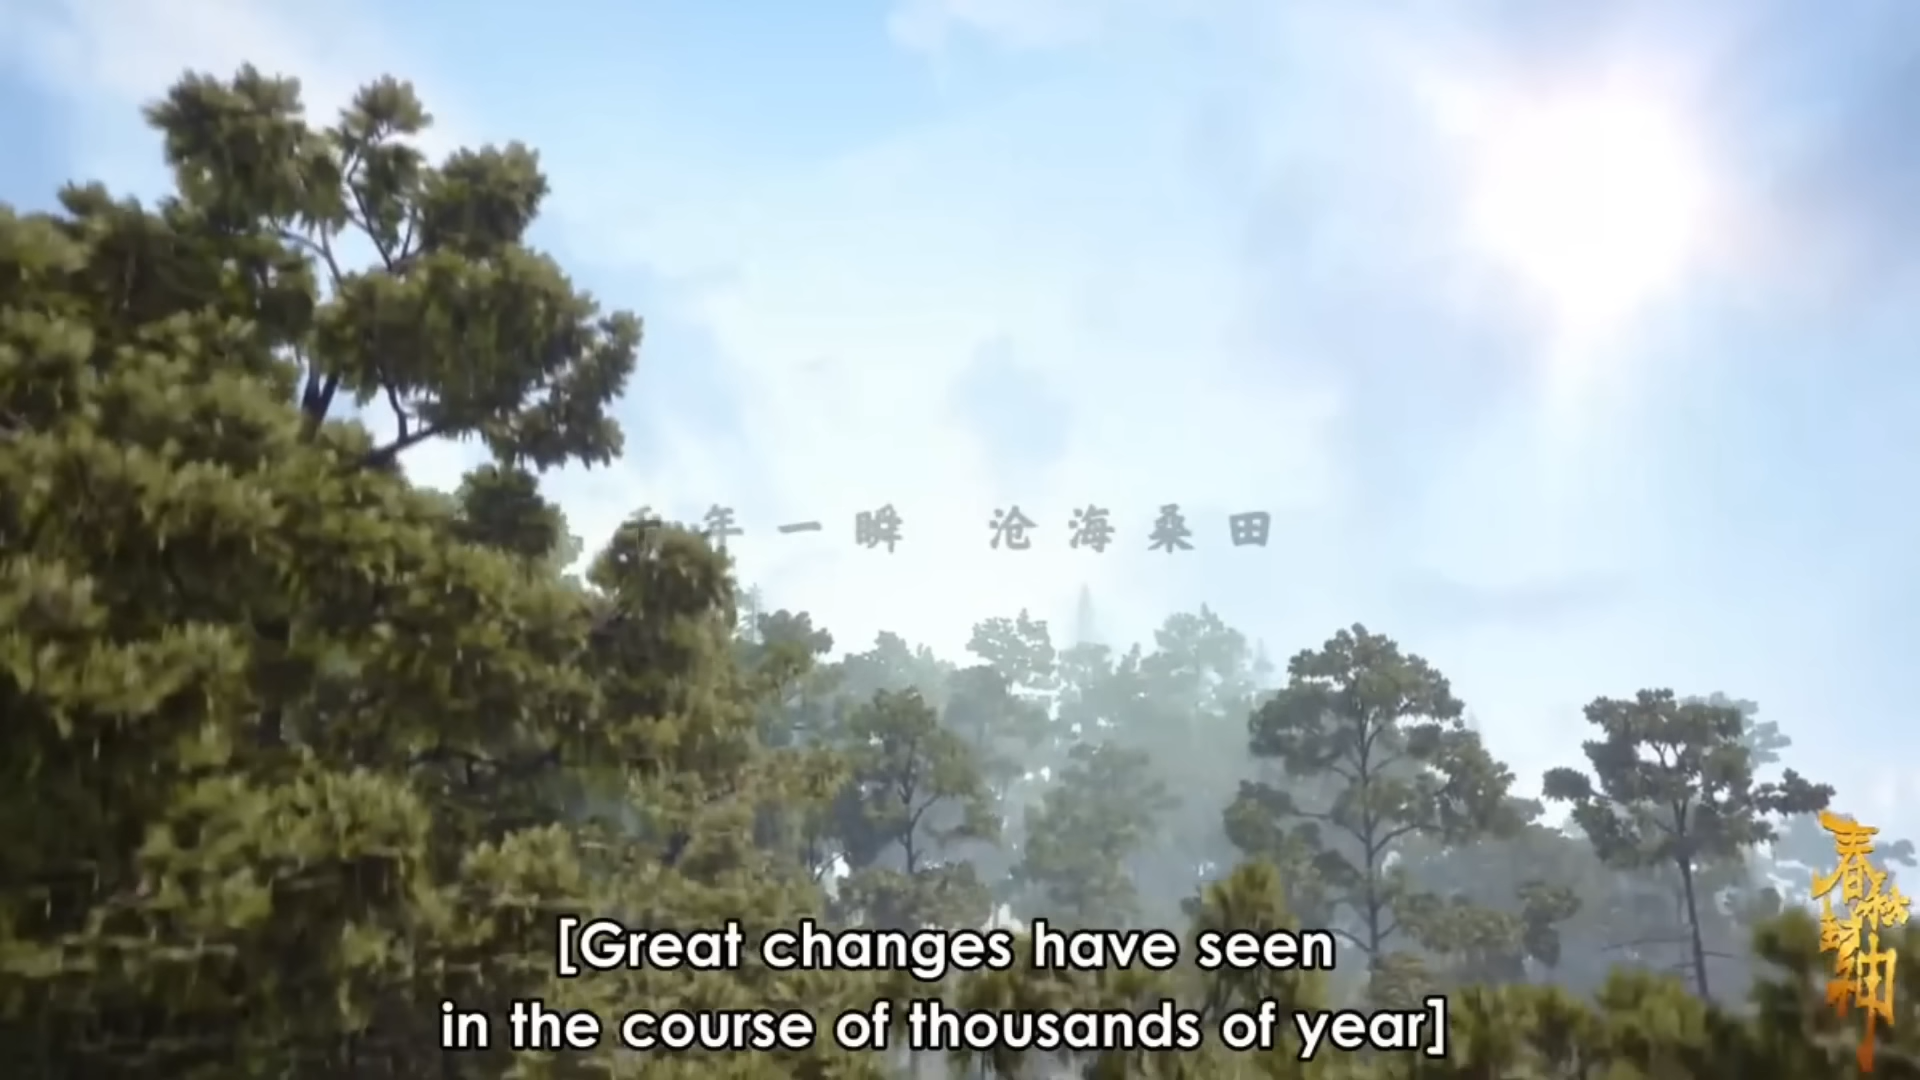 千年一瞬 沧海桑田
[Great changes have seen
in the course of thousands of year]
春秋封神